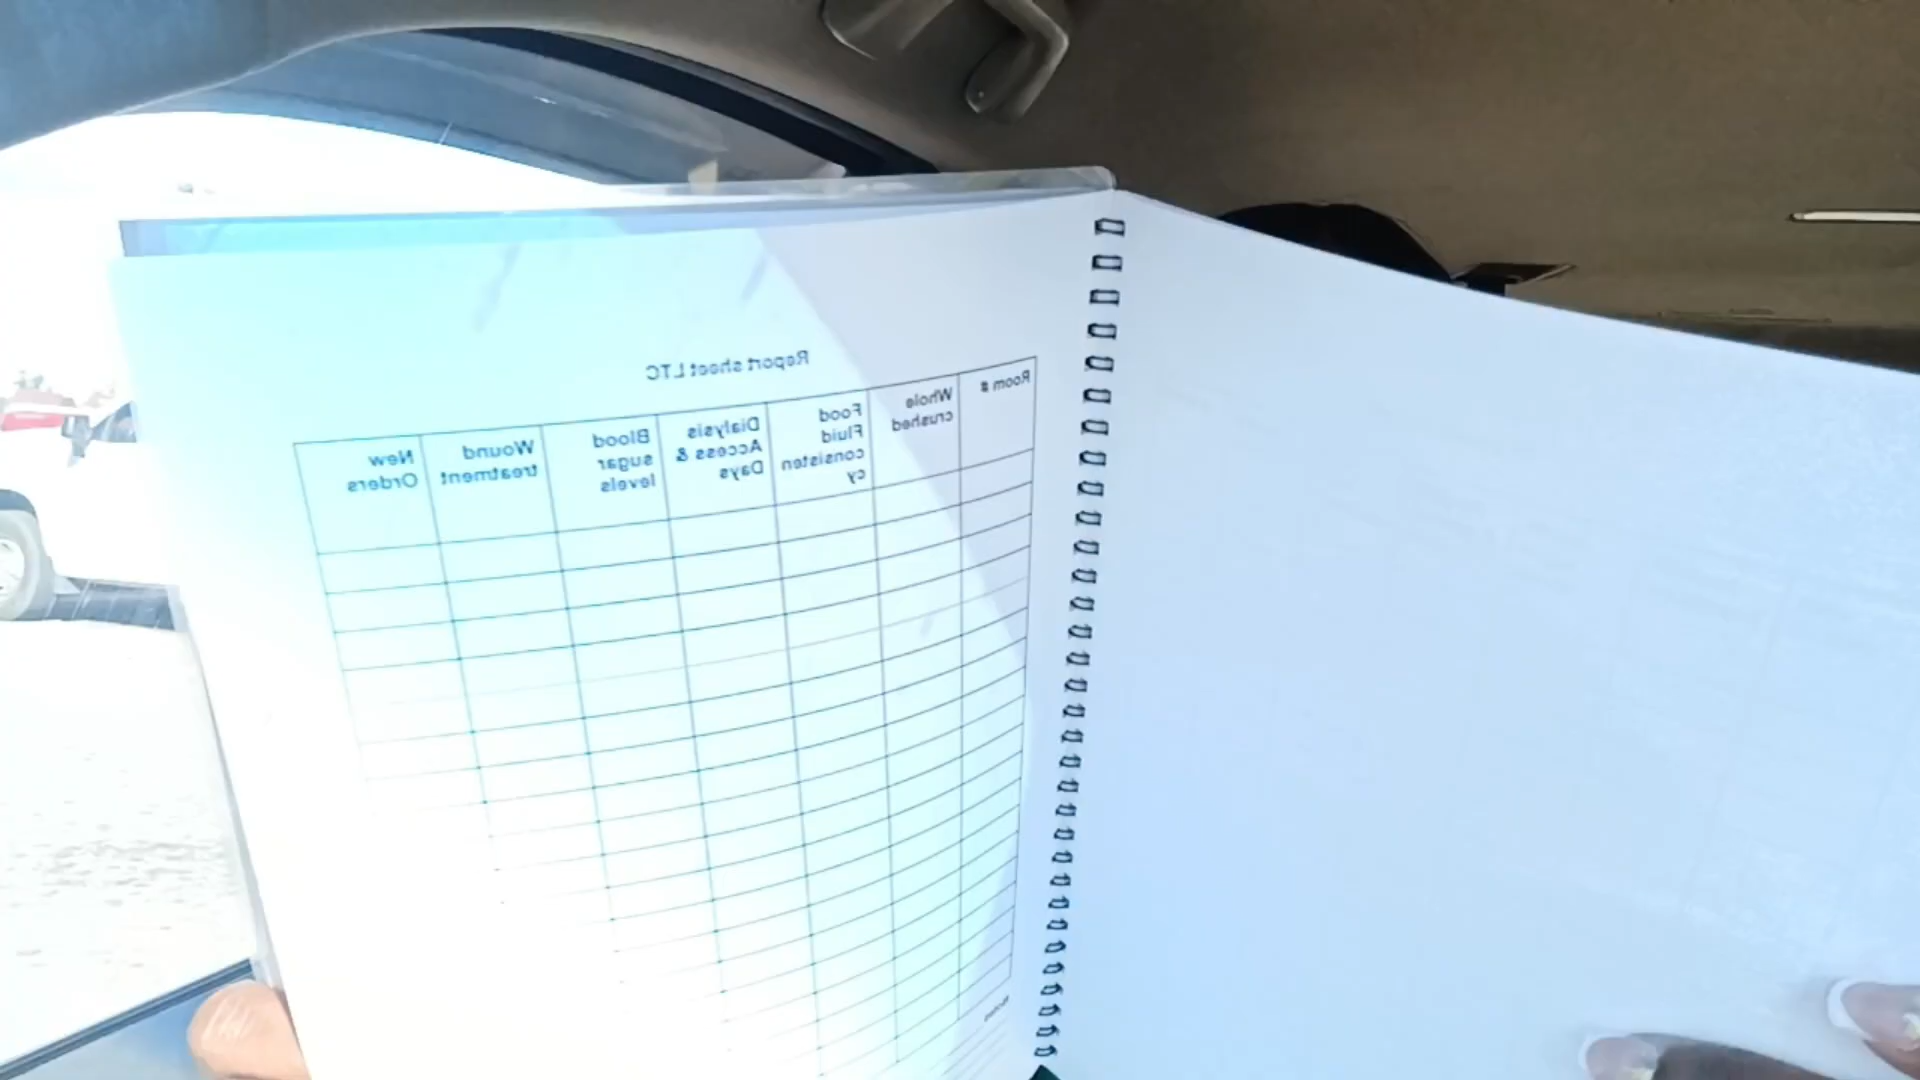 Report sheet LTC
Room #
Whole
crushed
Food
Fluid
consisten
cy
Dialysis
Access &
Days
Blood
sugar
levels
Wound
treatment
New
Orders